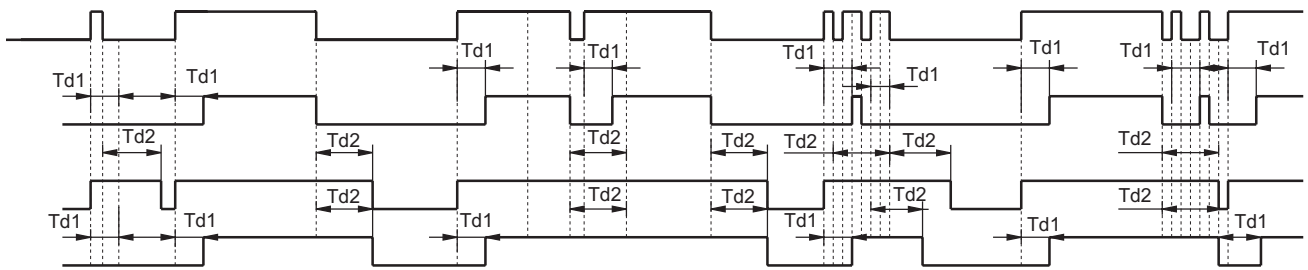 Td1 Td1 Td1 Td1 Td1 Td1
Td1 Td1 Td1
Td2 Td2 Td2 Td2 Td2 Td2 Td2
Td2 Td2 Td2 Td2 Td2
Td1 Td1 Td1 Td1 Td1 Td1